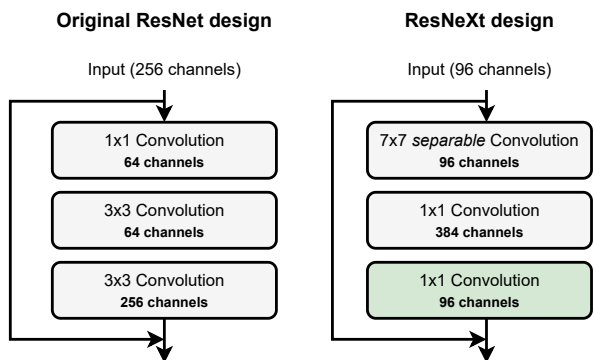 Original ResNet design
Input (256 channels)
1x1 Convolution
64 channels
3x3 Convolution
64 channels
3x3 Convolution
256 channels
ResNeXt design
Input (96 channels)
7x7 separable Convolution
96 channels
1x1 Convolution
384 channels
1x1 Convolution
96 channels